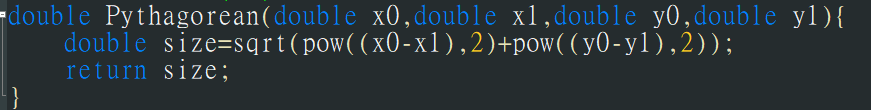 double Pythagorean(double x0,double x1,double y0,double y1){
double size=sqrt(pow((x0-x1),2)+pow((y0-y1),2));
return size;
}